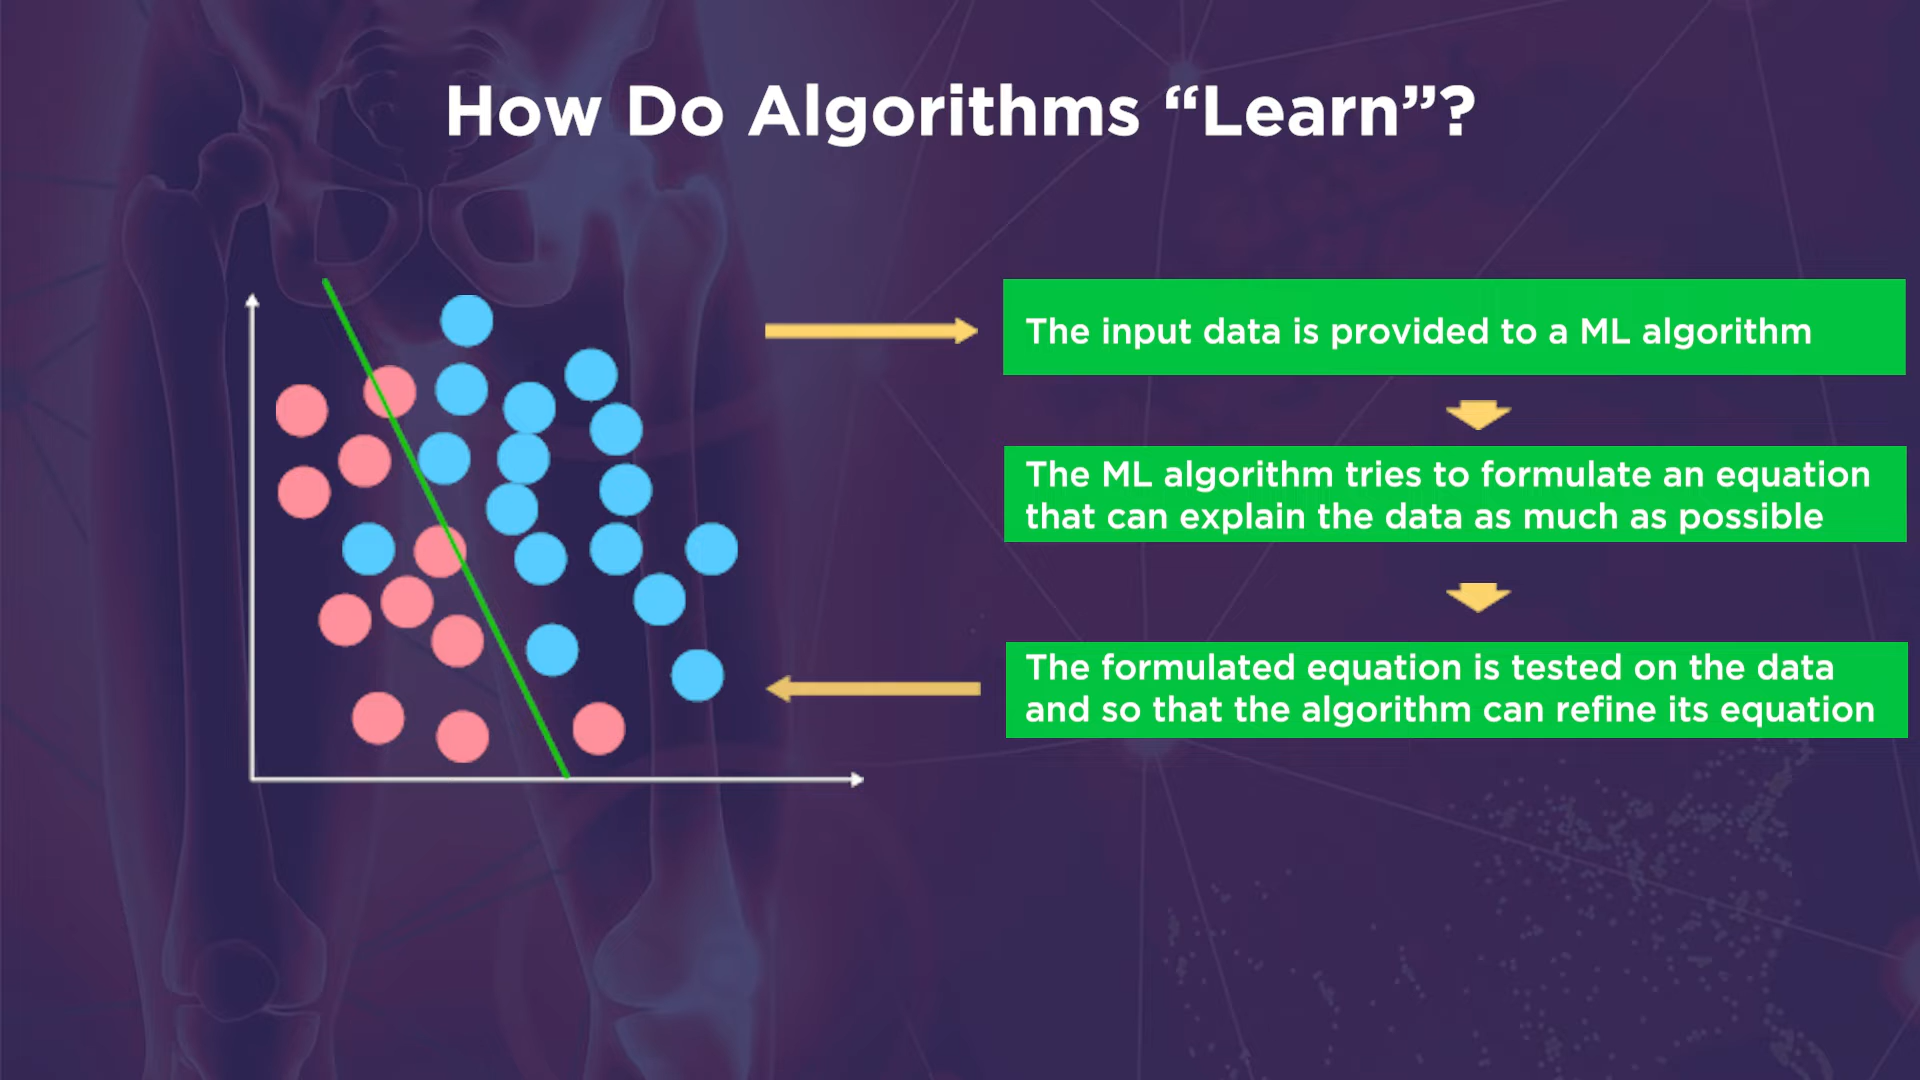 How Do Algorithms “Learn”?
The input data is provided to a ML algorithm
The ML algorithm tries to formulate an equation
that can explain the data as much as possible
The formulated equation is tested on the data
and so that the algorithm can refine its equation